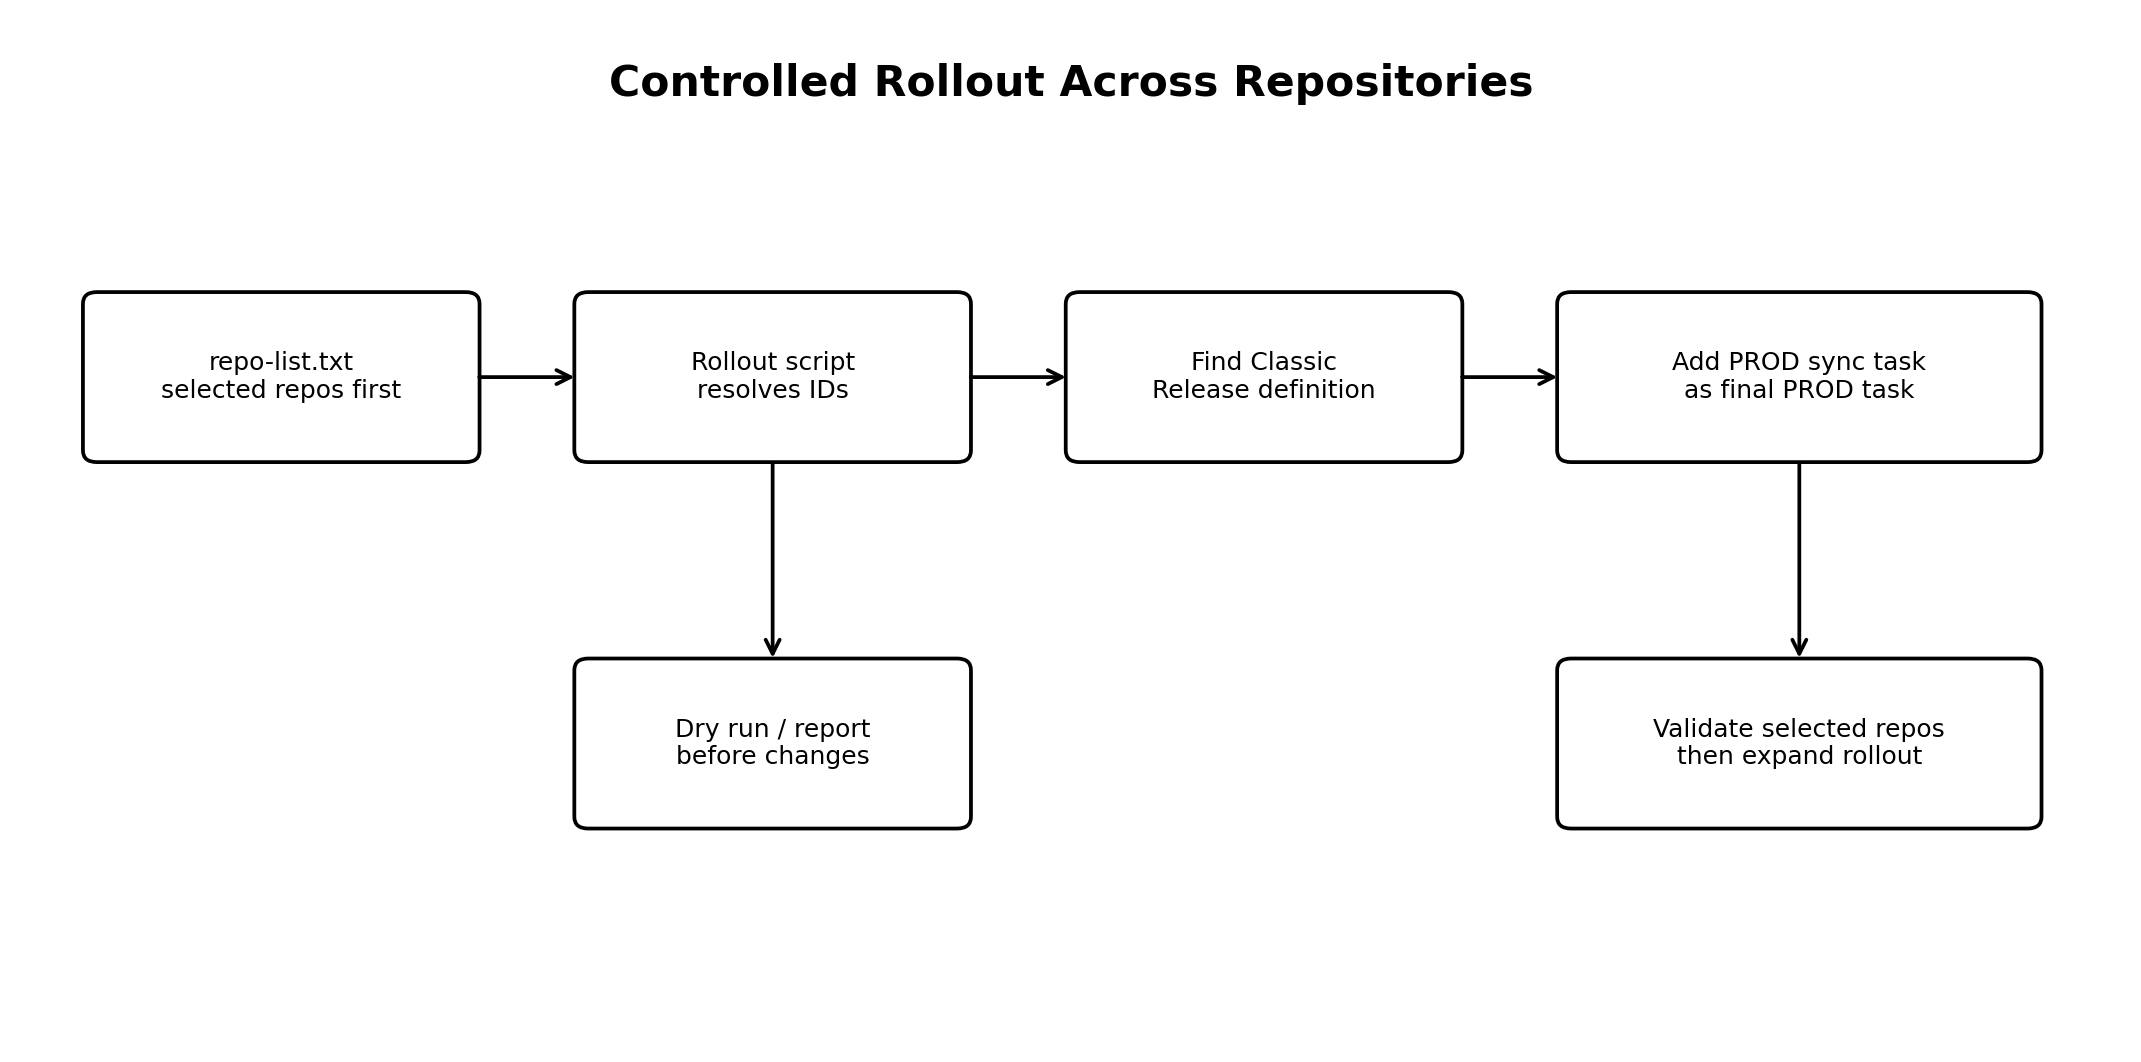 Controlled Rollout Across Repositories
repo-list.txt
selected repos first
Rollout script
resolves IDs
Find Classic
Release definition
Add PROD sync task
as final PROD task
Dry run / report
before changes
Validate selected repos
then expand rollout